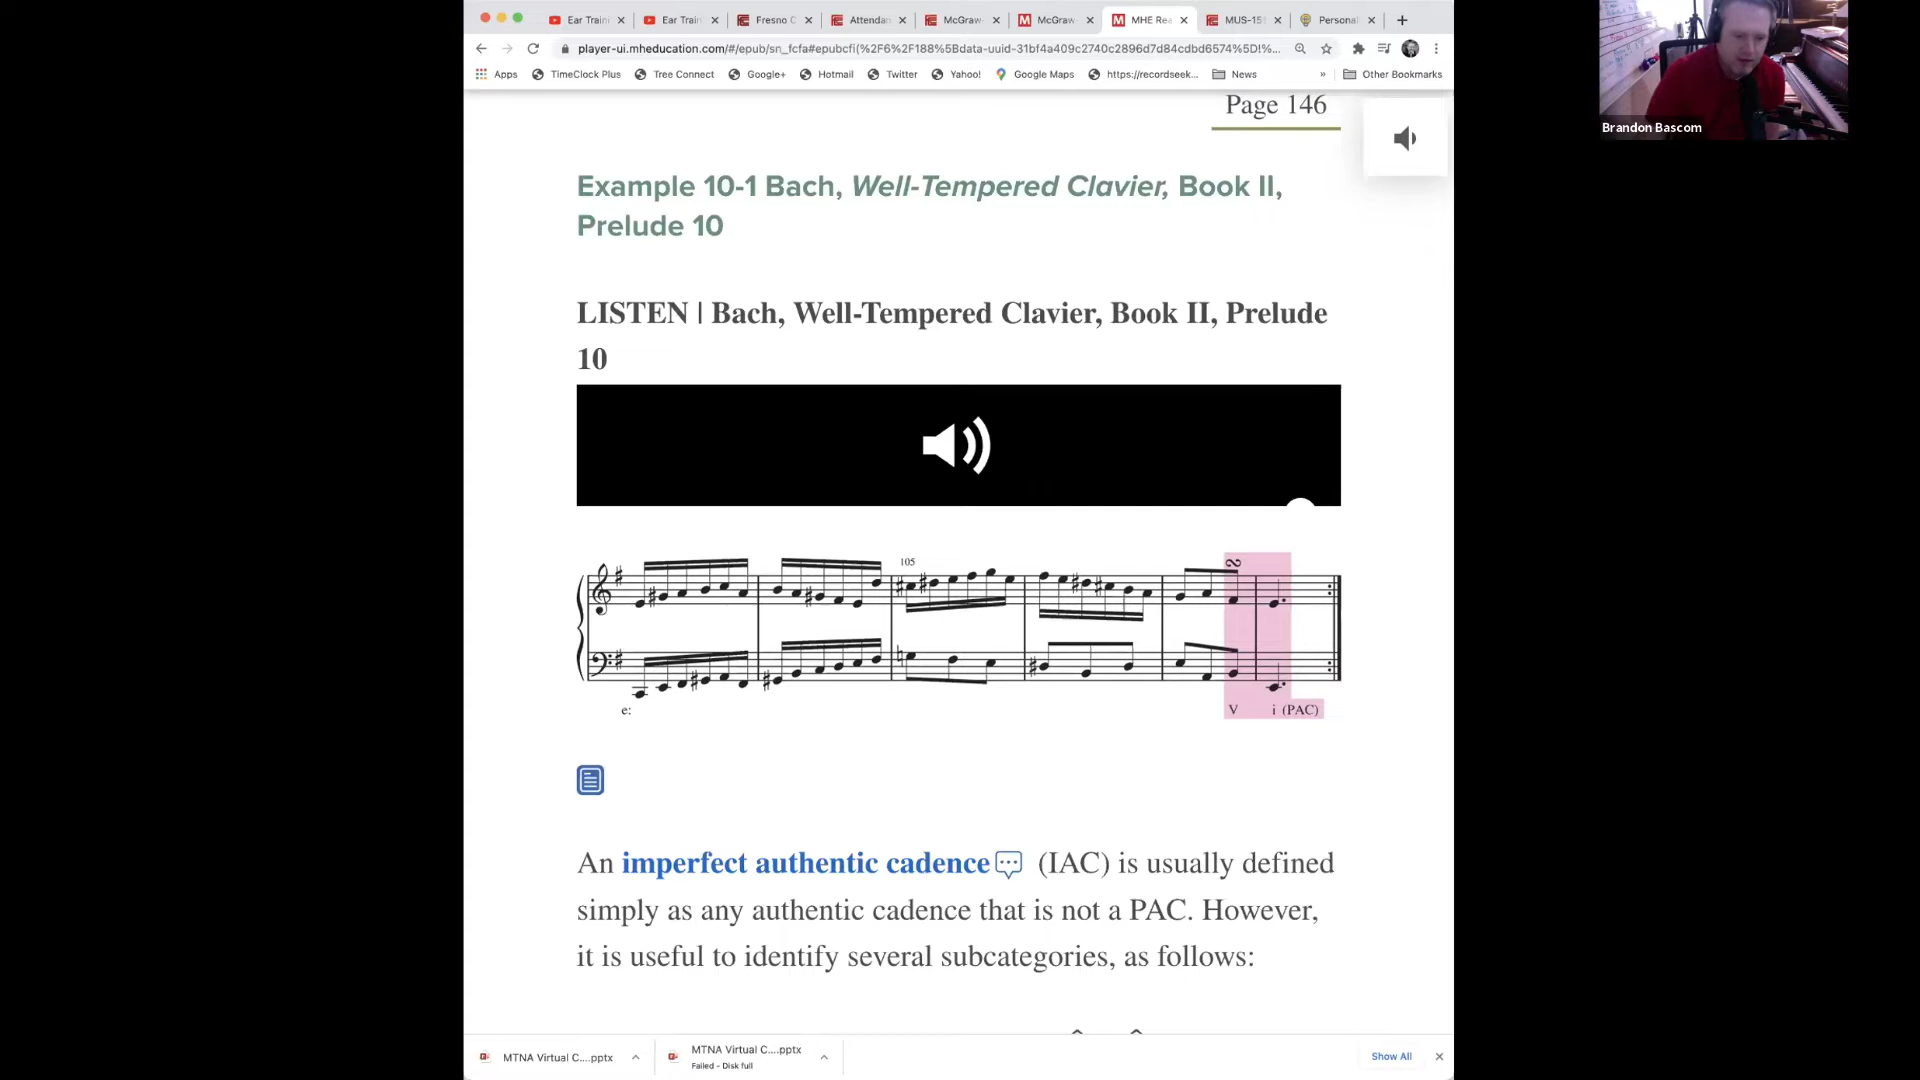 Ear Traini
Ear Train
Fresno C
Attendan
McGraw-
McGraw-
MHE Rea
MUS-15
Personal
player-ui.mheducation.com/#/epub/sn_fcfa#epubcfi(%2F6%2F188%5Bdata-uuid-31bf4a409c2740c2896d7d84cdbd6574%5D!%...
Apps
TimeClock Plus
Tree Connect
Google+
Hotmail
Twitter
Yahoo!
Google Maps
https://recordseek...
News
»
Other Bookmarks
Brandon Bascom
Page 146
Example 10-1 Bach, Well-Tempered Clavier, Book II,
Prelude 10
LISTEN | Bach, Well-Tempered Clavier, Book II, Prelude
10
105
e:
V i (PAC)
An imperfect authentic cadence (IAC) is usually defined
simply as any authentic cadence that is not a PAC. However,
it is useful to identify several subcategories, as follows:
MTNA Virtual C....pptx
MTNA Virtual C....pptx
Failed - Disk full
Show All